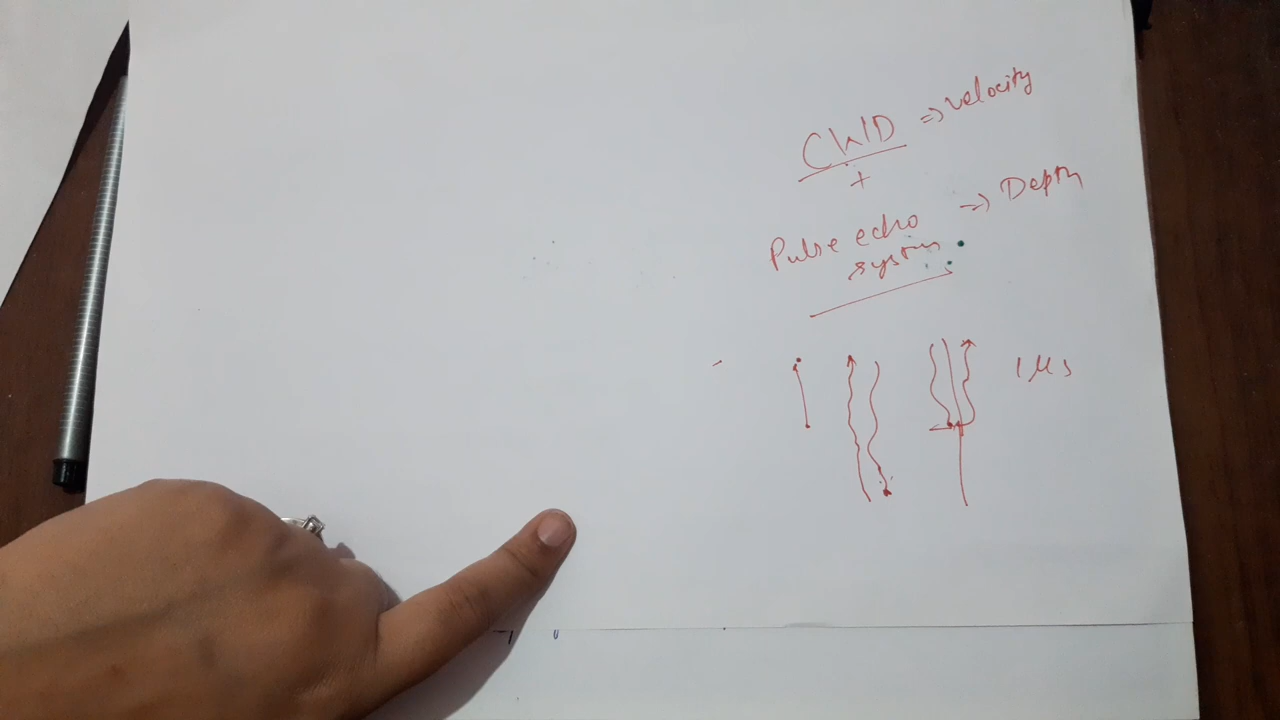 CWD => velocity
+
Pulse echo => Depth
system
1 μs